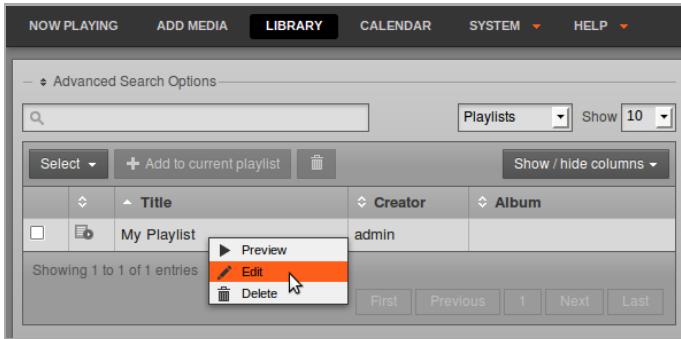 NOW PLAYING ADD MEDIA LIBRARY CALENDAR SYSTEM HELP
Advanced Search Options
Playlists Show 10
Select + Add to current playlist Show / hide columns
Title Creator Album
My Playlist admin
Preview
Edit
Delete
Showing 1 to 1 of 1 entries
First Previous 1 Next Last